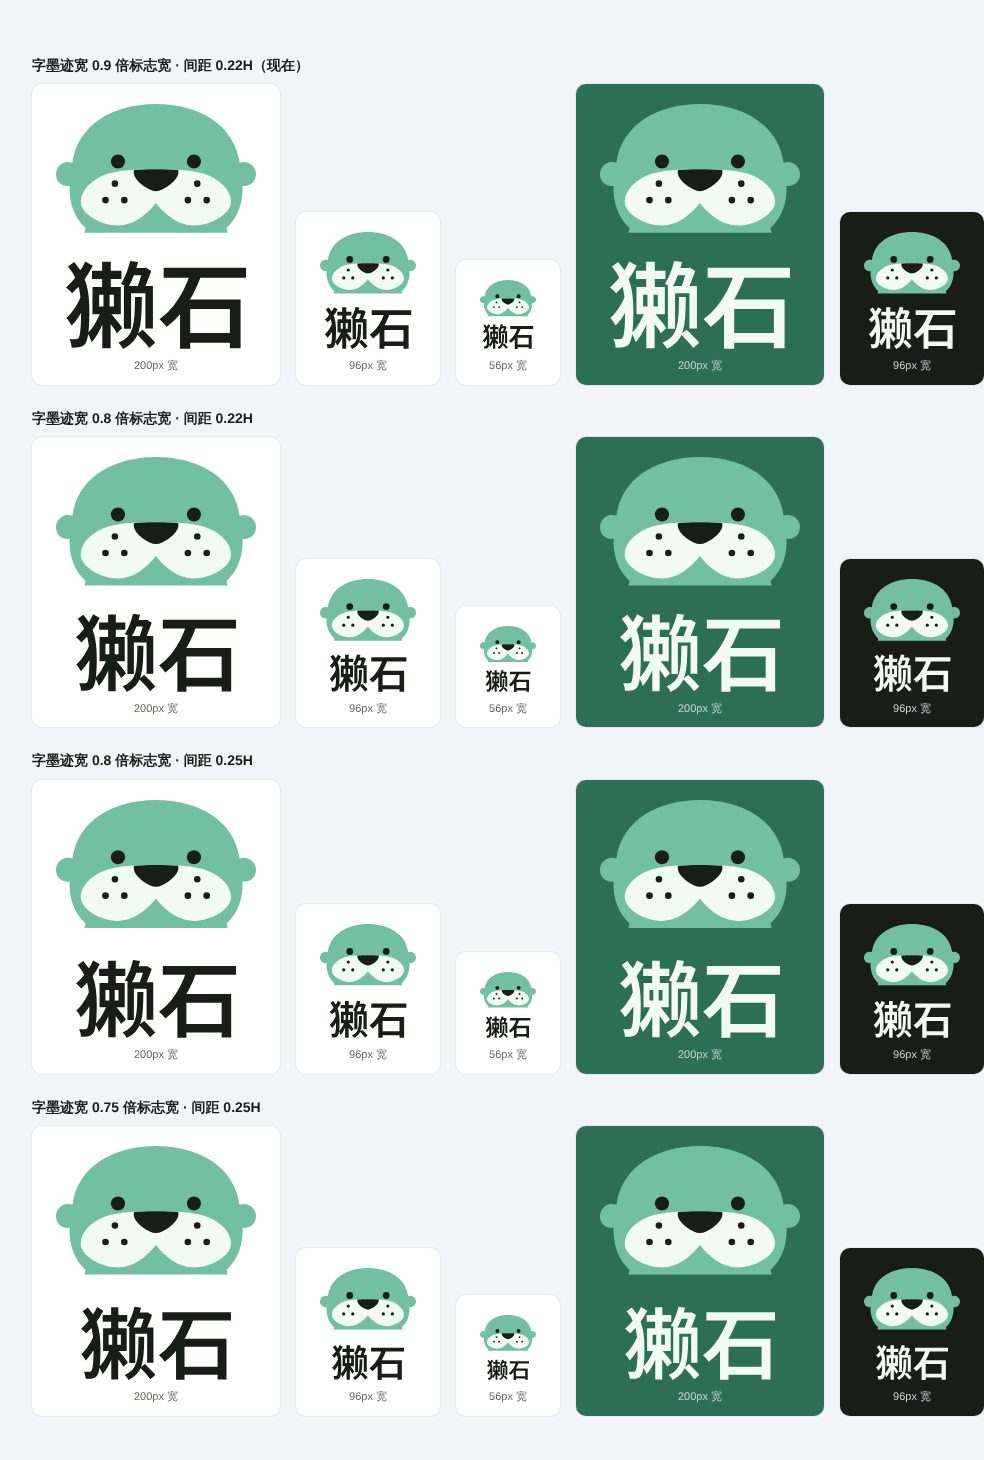 字墨迹宽 0.9 倍标志宽 · 间距 0.22H（现在）
獭石 獭石 獭石 獭石 獭石
200px 宽 96px 宽 56px 宽 200px 宽 96px 宽
字墨迹宽 0.8 倍标志宽 · 间距 0.22H
獭石 獭石 獭石 獭石 獭石
200px 宽 96px 宽 56px 宽 200px 宽 96px 宽
字墨迹宽 0.8 倍标志宽 · 间距 0.25H
獭石 獭石 獭石 獭石 獭石
200px 宽 96px 宽 56px 宽 200px 宽 96px 宽
字墨迹宽 0.75 倍标志宽 · 间距 0.25H
獭石 獭石 獭石 獭石 獭石
200px 宽 96px 宽 56px 宽 200px 宽 96px 宽